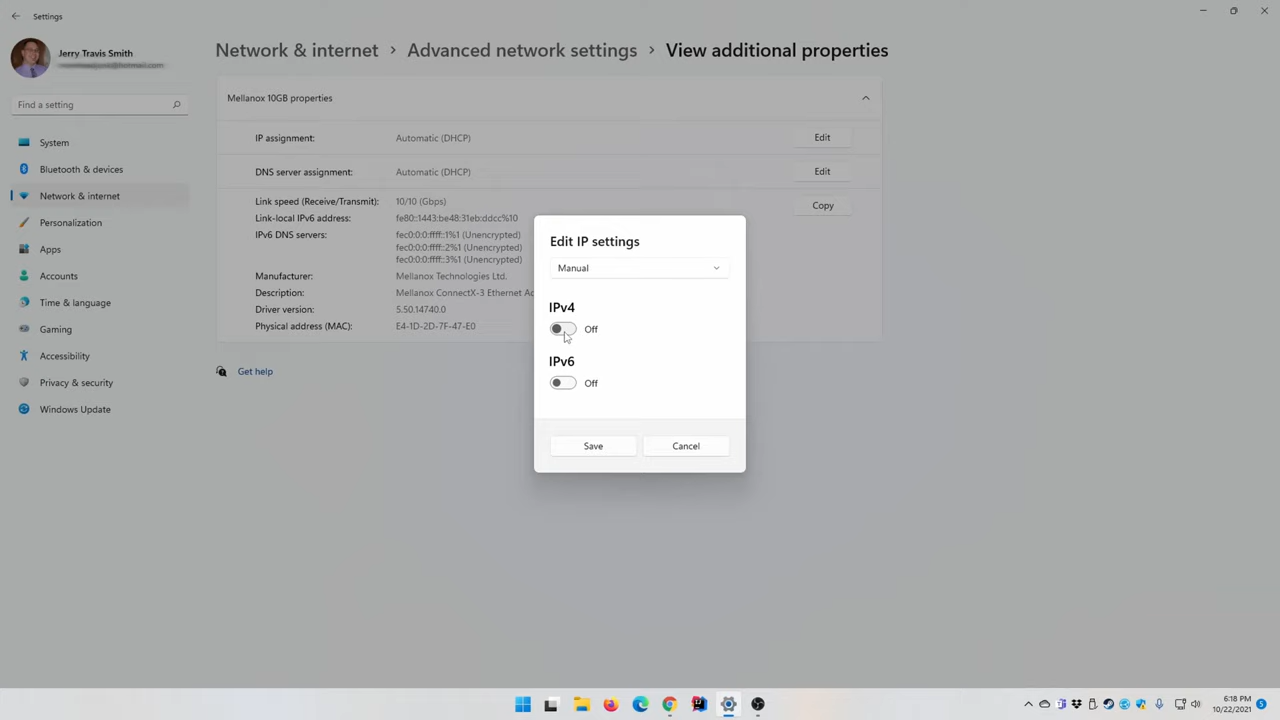 Settings
Jerry Travis Smith
Find a setting
System
Bluetooth & devices
Network & internet
Personalization
Apps
Accounts
Time & language
Gaming
Accessibility
Privacy & security
Windows Update
Network & internet > Advanced network settings > View additional properties
Mellanox 10GB properties
IP assignment: Automatic (DHCP) Edit
DNS server assignment: Automatic (DHCP) Edit
Link speed (Receive/Transmit): 10/10 (Gbps) Copy
Link-local IPv6 address: fe80::1443:be48:31eb:ddcc%10
IPv6 DNS servers: fec0:0:0:ffff::1%1 (Unencrypted)
fec0:0:0:ffff::2%1 (Unencrypted)
fec0:0:0:ffff::3%1 (Unencrypted)
Manufacturer: Mellanox Technologies Ltd.
Description: Mellanox ConnectX-3 Ethernet Ad
Driver version: 5.50.14740.0
Physical address (MAC): E4-1D-2D-7F-47-E0
Get help
Edit IP settings
Manual
IPv4
Off
IPv6
Off
Save Cancel
6:18 PM
10/22/2021